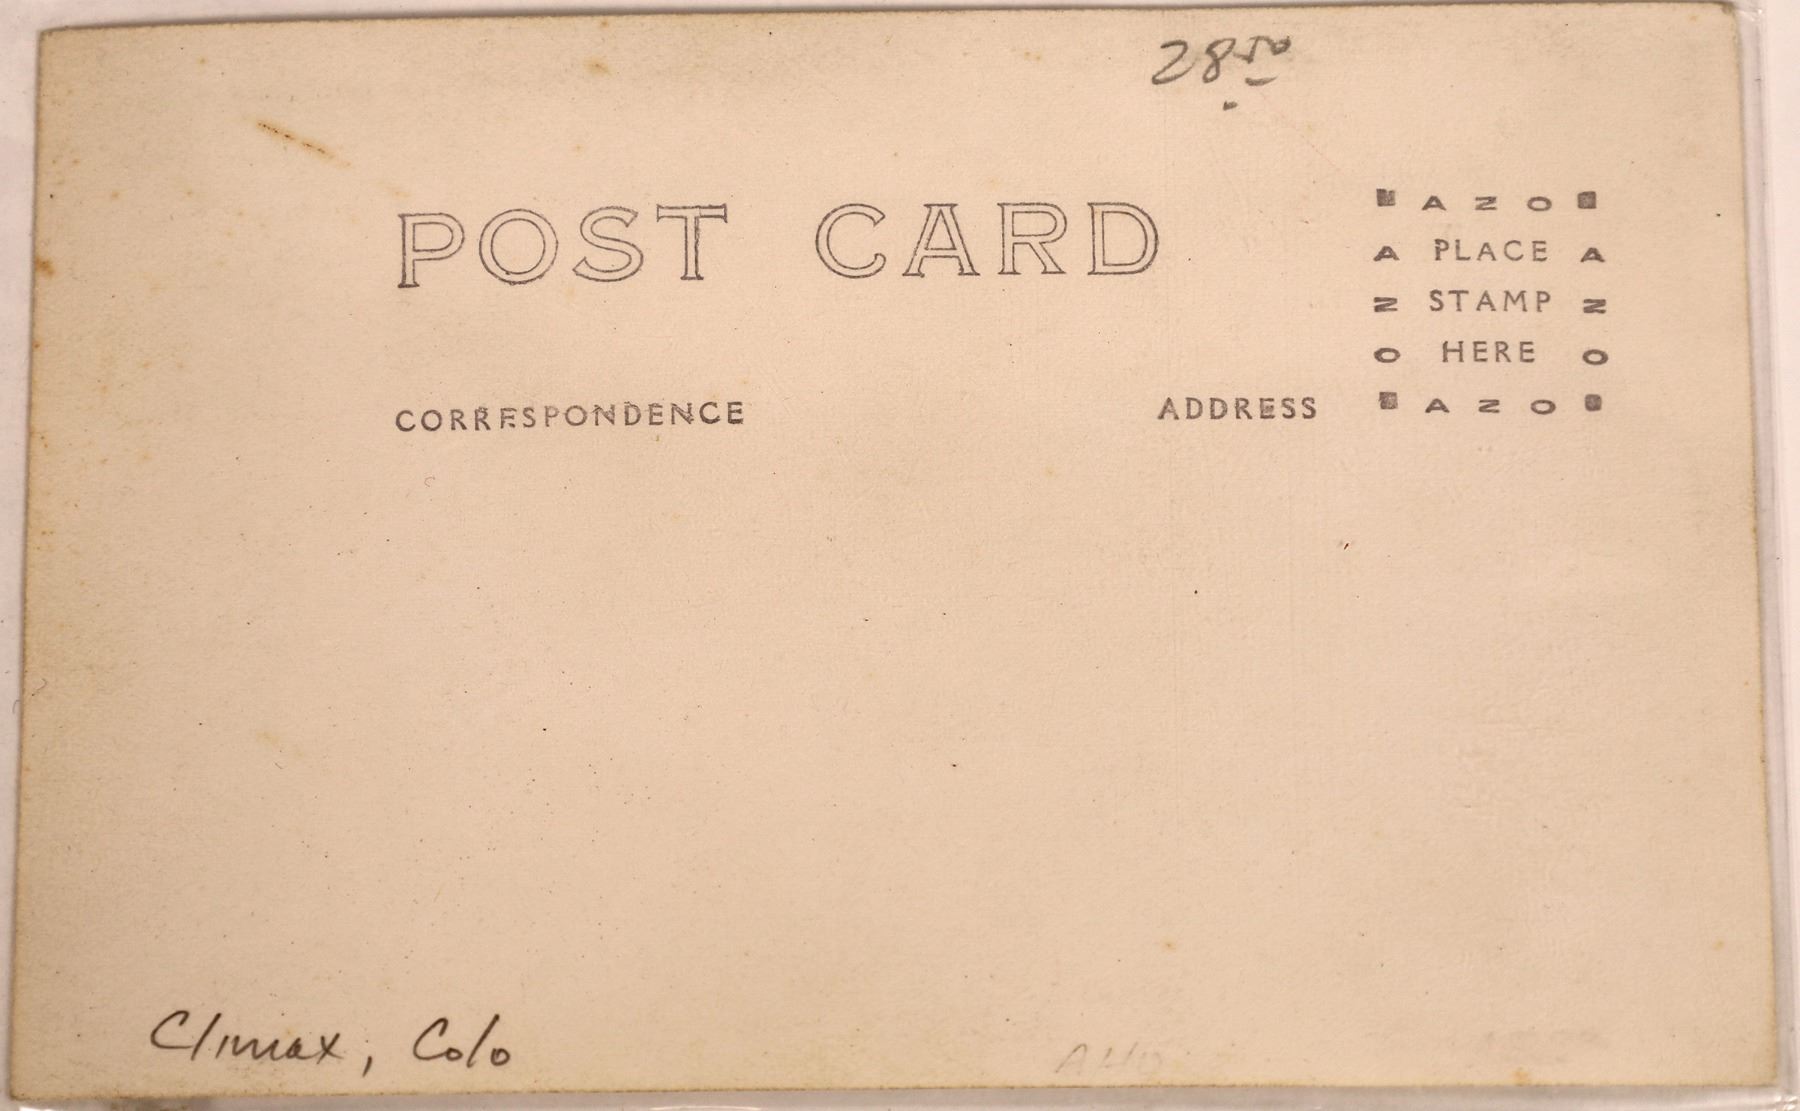 28 50
POST CARD
AZO
A PLACE A
N STAMP N
O HERE O
AZO
CORRESPONDENCE ADDRESS
Climax, Colo